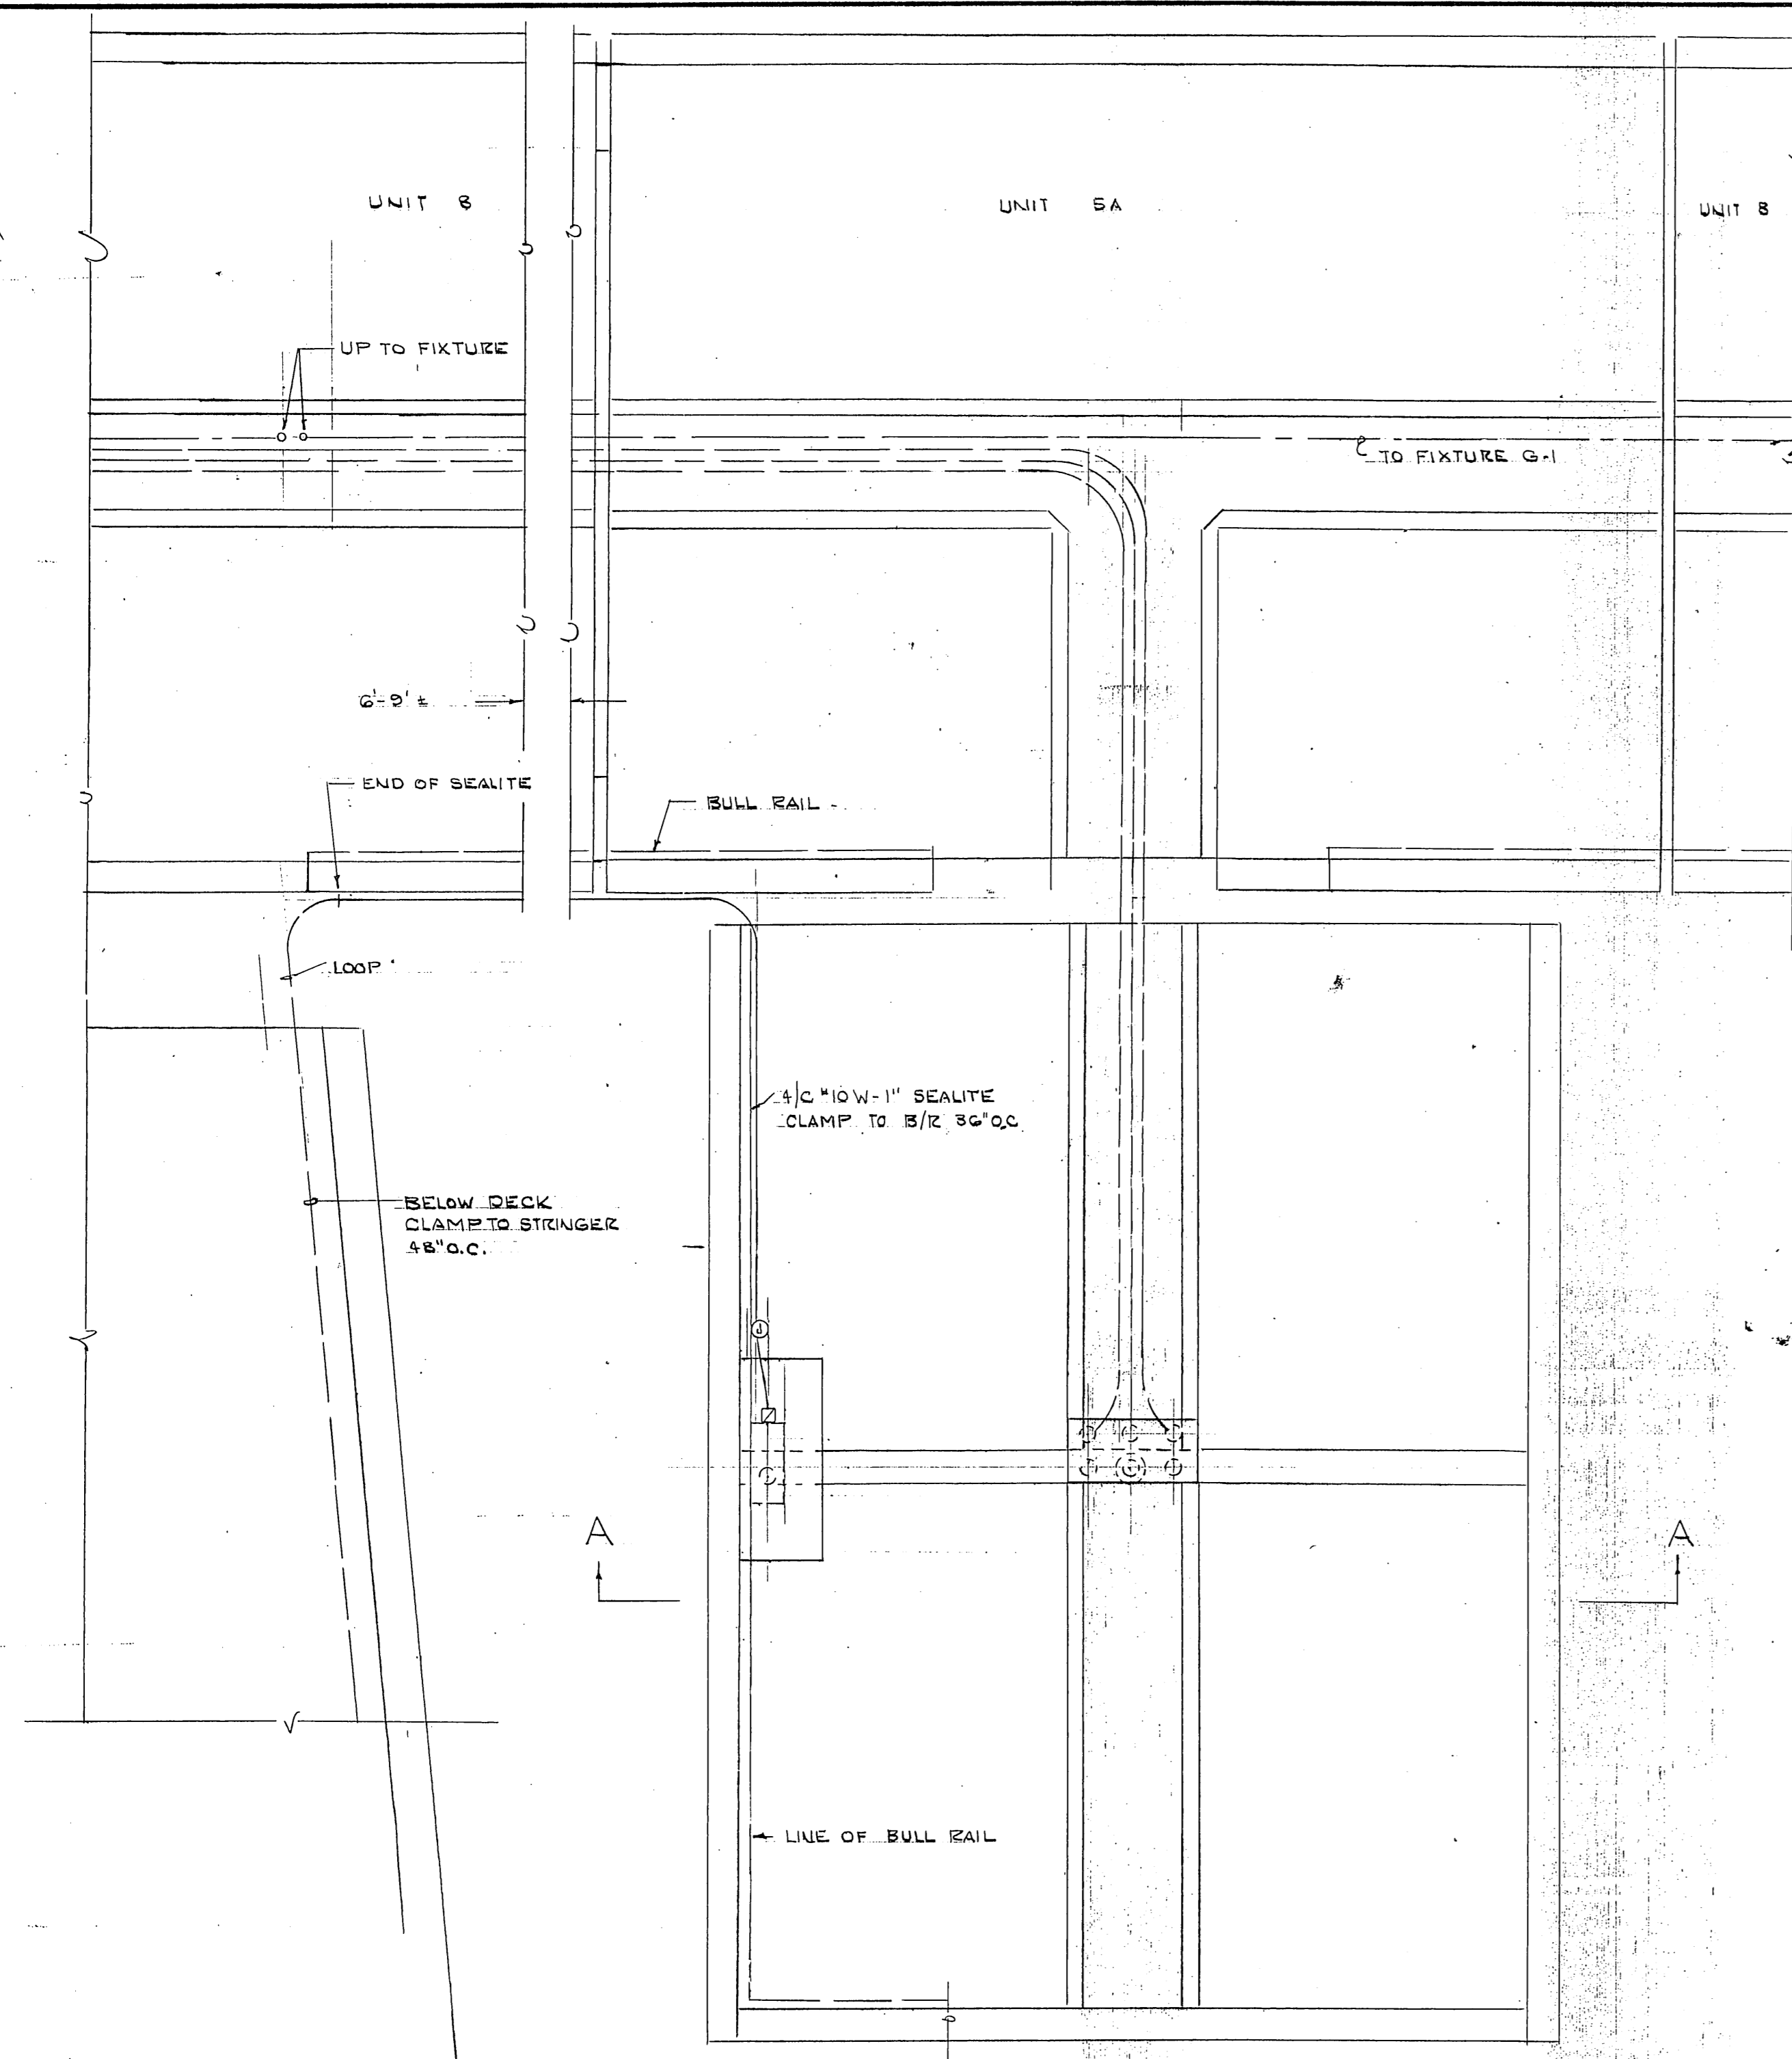 UNIT 8
UNIT 5A
UNIT 8
UP TO FIXTURE
TO FIXTURE G-1
6'-9' ±
END OF SEALITE
BULL RAIL
LOOP
4/C "10 W-1" SEALITE
CLAMP TO B/R 36" O.C.
BELOW DECK
CLAMP TO STRINGER
48" O.C.
J
A
A
LINE OF BULL RAIL